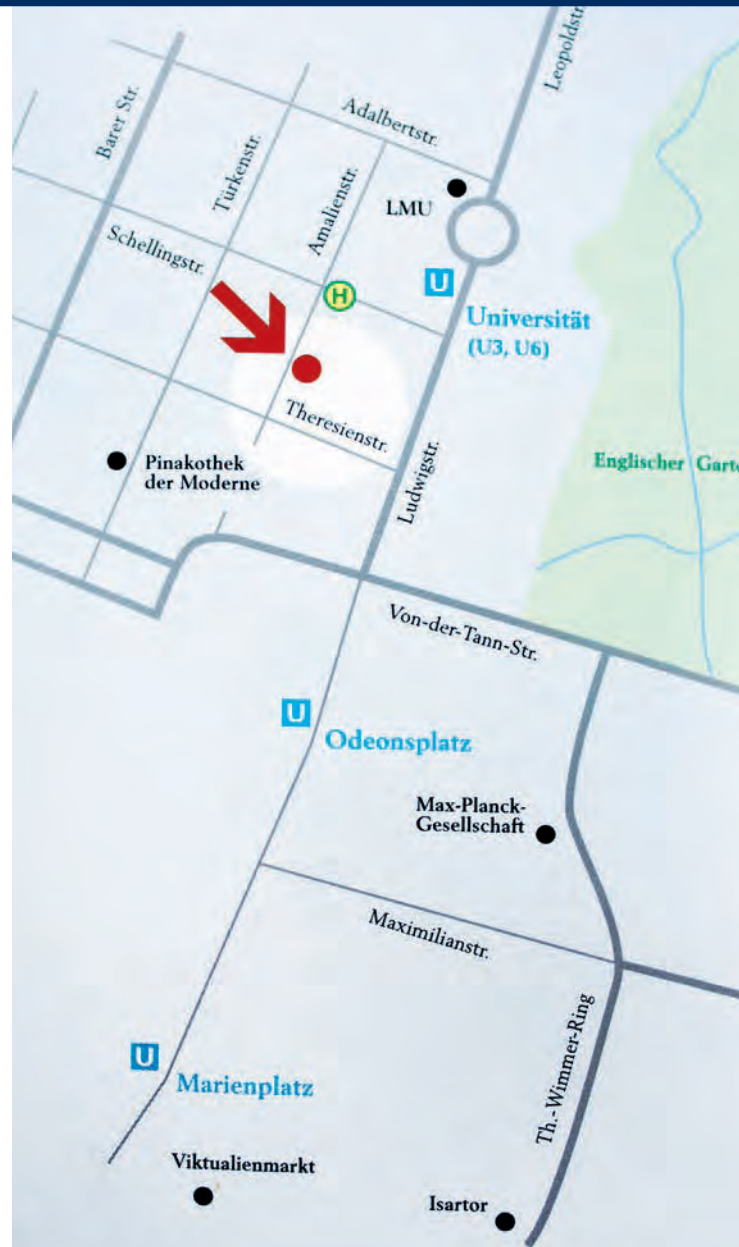 Leopoldstr.
Barer Str.
Türkenstr.
Adalbertstr.
Amalienstr.
LMU
Schellingstr.
H
U
Universität
(U3, U6)
Theresienstr.
Pinakothek
der Moderne
Ludwigstr.
Englischer Garte
Von-der-Tann-Str.
U
Odeonsplatz
Max-Planck-
Gesellschaft
Maximilianstr.
Th.-Wimmer-Ring
U
Marienplatz
Viktualienmarkt
Isartor